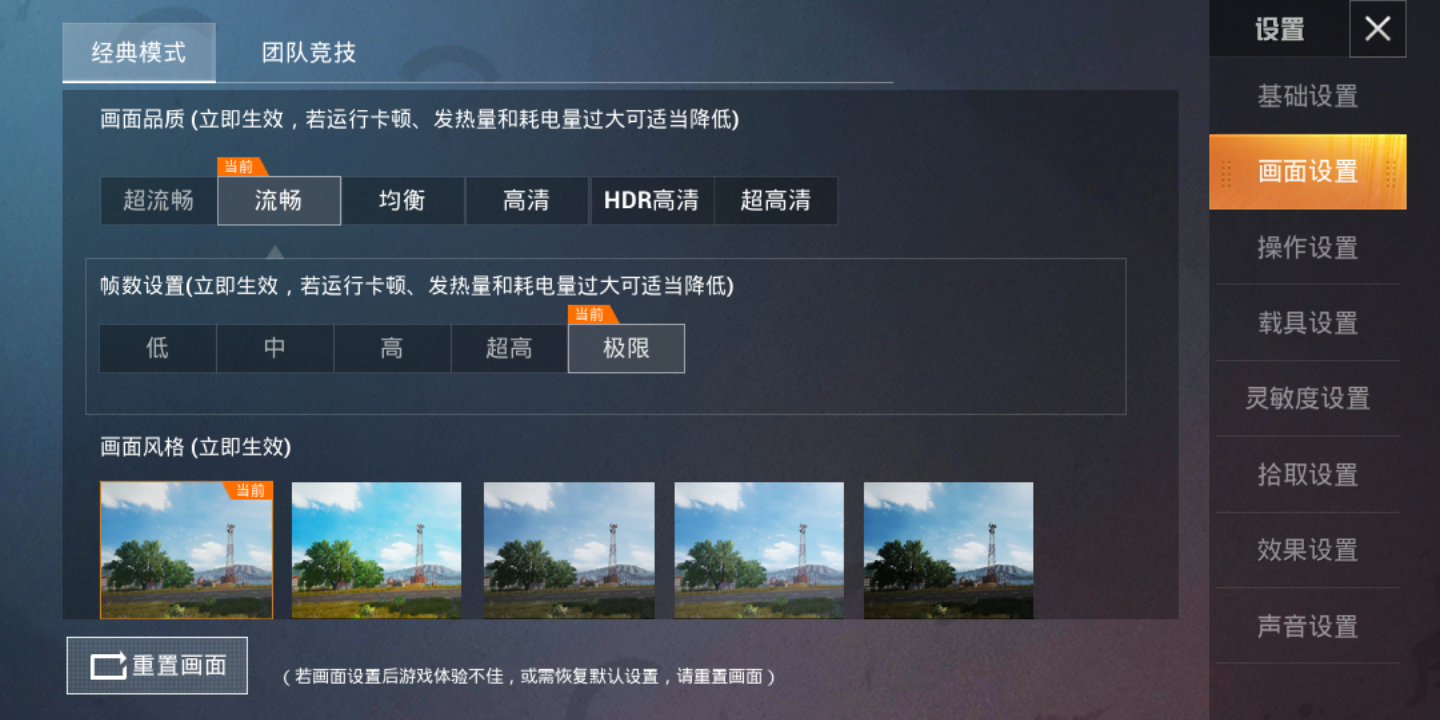 经典模式
团队竞技
设置
画面品质 (立即生效，若运行卡顿、发热量和耗电量过大可适当降低)
当前
超流畅
流畅
均衡
高清
HDR高清
超高清
帧数设置(立即生效，若运行卡顿、发热量和耗电量过大可适当降低)
当前
低
中
高
超高
极限
画面风格 (立即生效)
当前
重置画面
（若画面设置后游戏体验不佳，或需恢复默认设置，请重置画面）
基础设置
画面设置
操作设置
载具设置
灵敏度设置
拾取设置
效果设置
声音设置